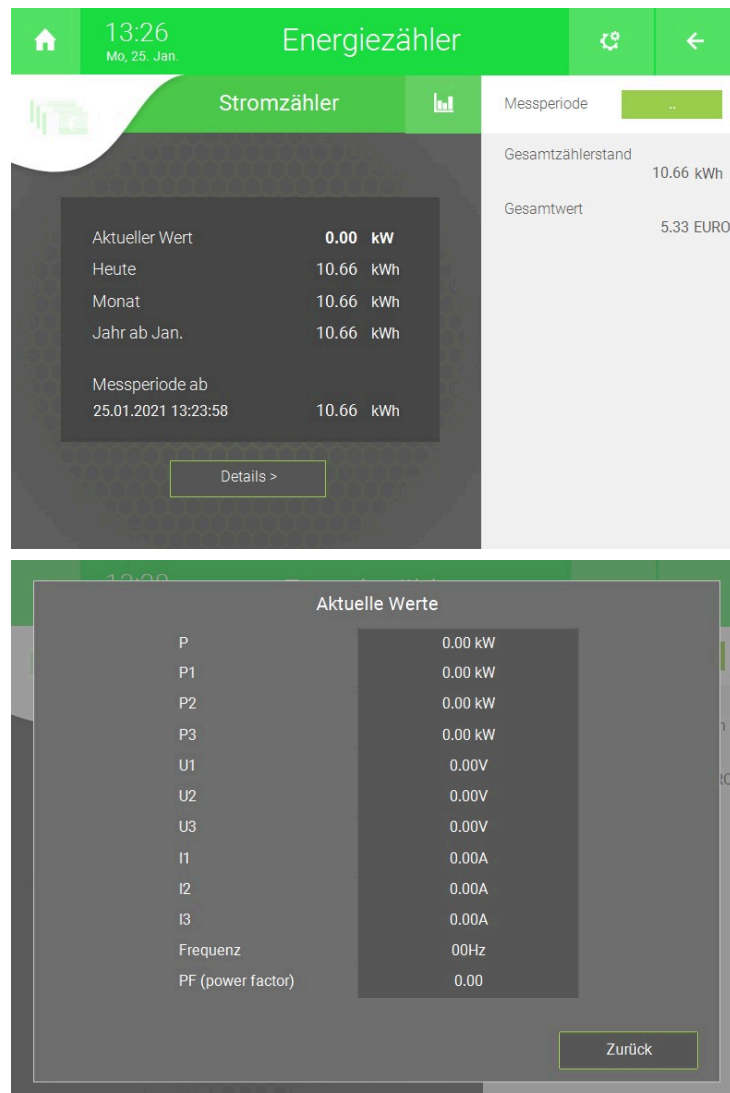 13:26
Mo, 25. Jan.
Energiezähler
Stromzähler
Messperiode ..
Gesamtzählerstand
10.66 kWh
Gesamtwert
5.33 EURO
Aktueller Wert 0.00 kW
Heute 10.66 kWh
Monat 10.66 kWh
Jahr ab Jan. 10.66 kWh
Messperiode ab
25.01.2021 13:23:58 10.66 kWh
Details >
Aktuelle Werte
P 0.00 kW
P1 0.00 kW
P2 0.00 kW
P3 0.00 kW
U1 0.00V
U2 0.00V
U3 0.00V
I1 0.00A
I2 0.00A
I3 0.00A
Frequenz 00Hz
PF (power factor) 0.00
Zurück